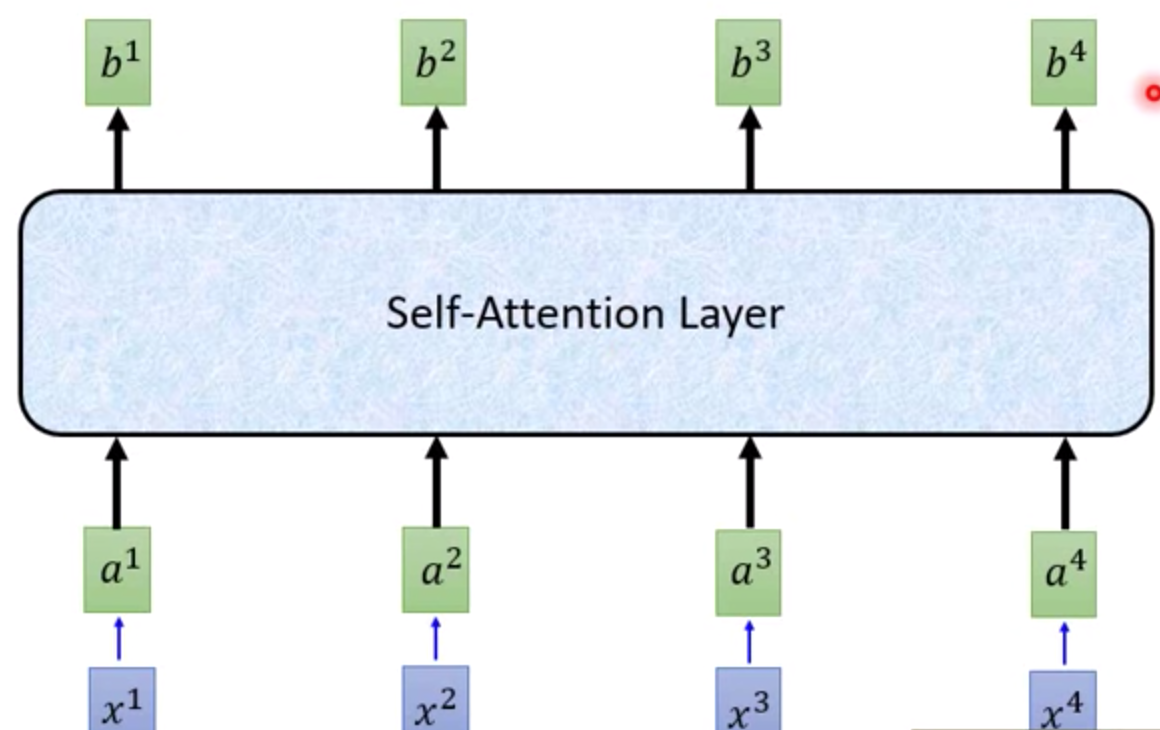 b¹ b² b³ b⁴
Self-Attention Layer
a¹ a² a³ a⁴
x¹ x² x³ x⁴